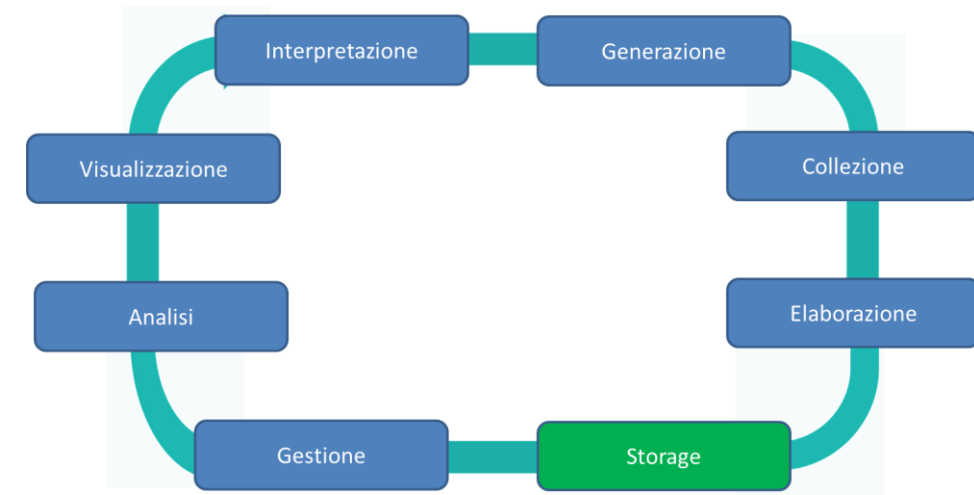 Interpretazione
Generazione
Visualizzazione
Collezione
Analisi
Elaborazione
Gestione
Storage